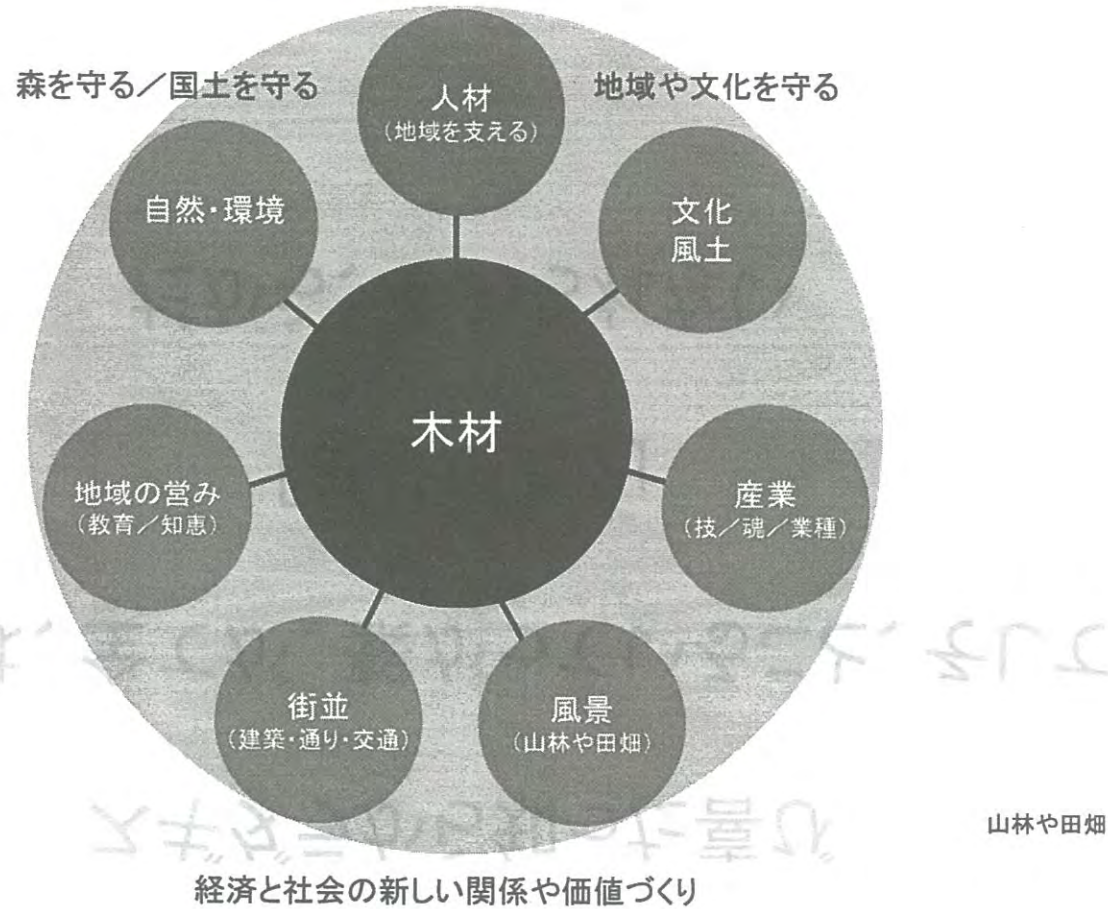 森を守る／国土を守る
地域や文化を守る
人材
（地域を支える）
自然・環境
文化
風土
木材
地域の営み
（教育／知恵）
産業
（技／魂／業種）
街並
（建築・通り・交通）
風景
（山林や田畑）
山林や田畑
経済と社会の新しい関係や価値づくり